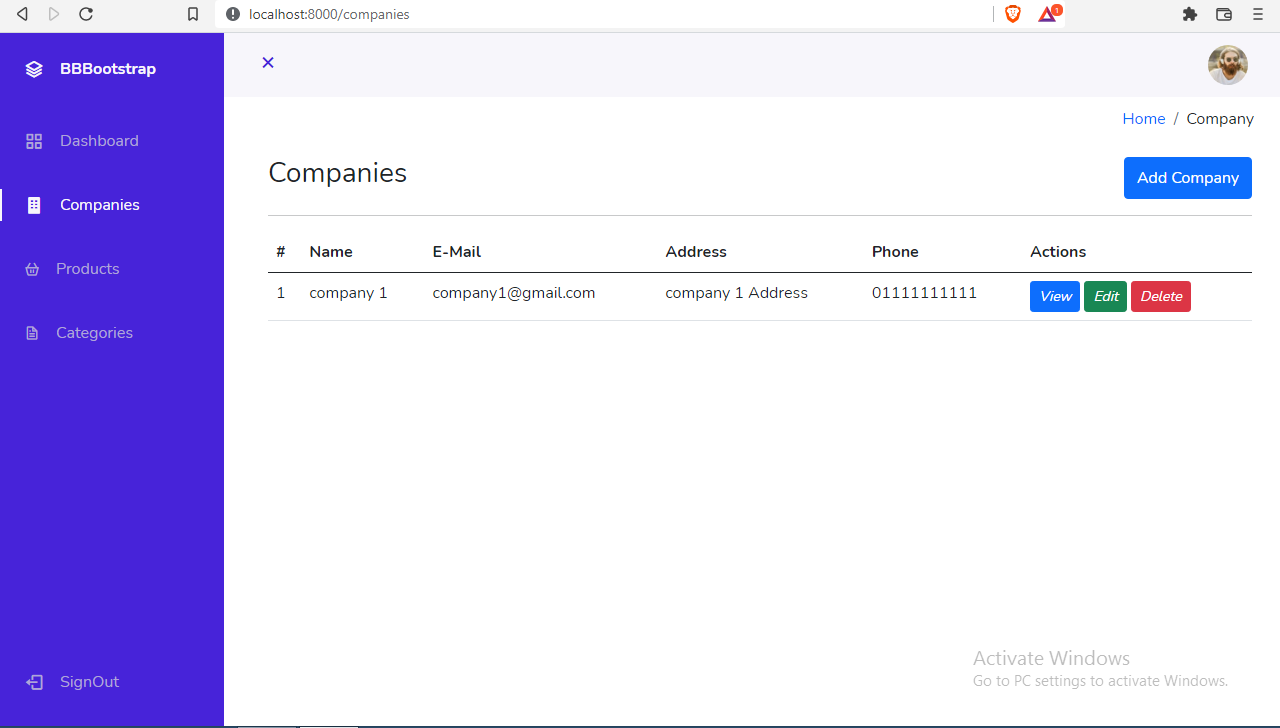 localhost:8000/companies
1
BBBootstrap
Dashboard
Companies
Products
Categories
SignOut
Home / Company
Companies
Add Company
# Name E-Mail Address Phone Actions
1 company 1 company1@gmail.com company 1 Address 01111111111 View Edit Delete
Activate Windows
Go to PC settings to activate Windows.